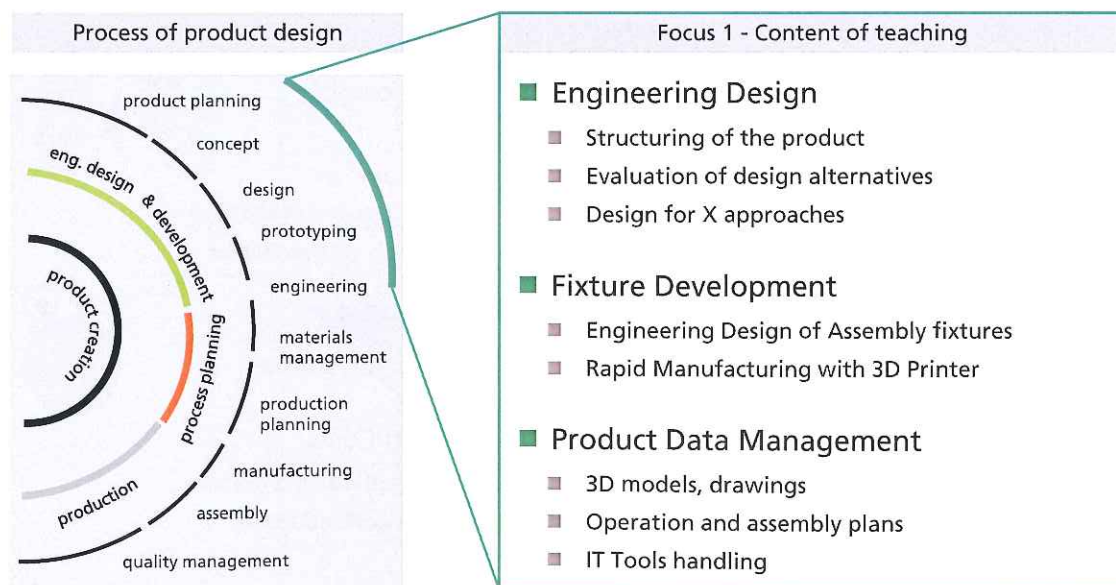 Process of product design
product planning
concept
design
prototyping
engineering
materials
management
production
planning
manufacturing
assembly
quality management
eng. design & development
process planning
production
product creation
Focus 1 - Content of teaching
Engineering Design
Structuring of the product
Evaluation of design alternatives
Design for X approaches
Fixture Development
Engineering Design of Assembly fixtures
Rapid Manufacturing with 3D Printer
Product Data Management
3D models, drawings
Operation and assembly plans
IT Tools handling